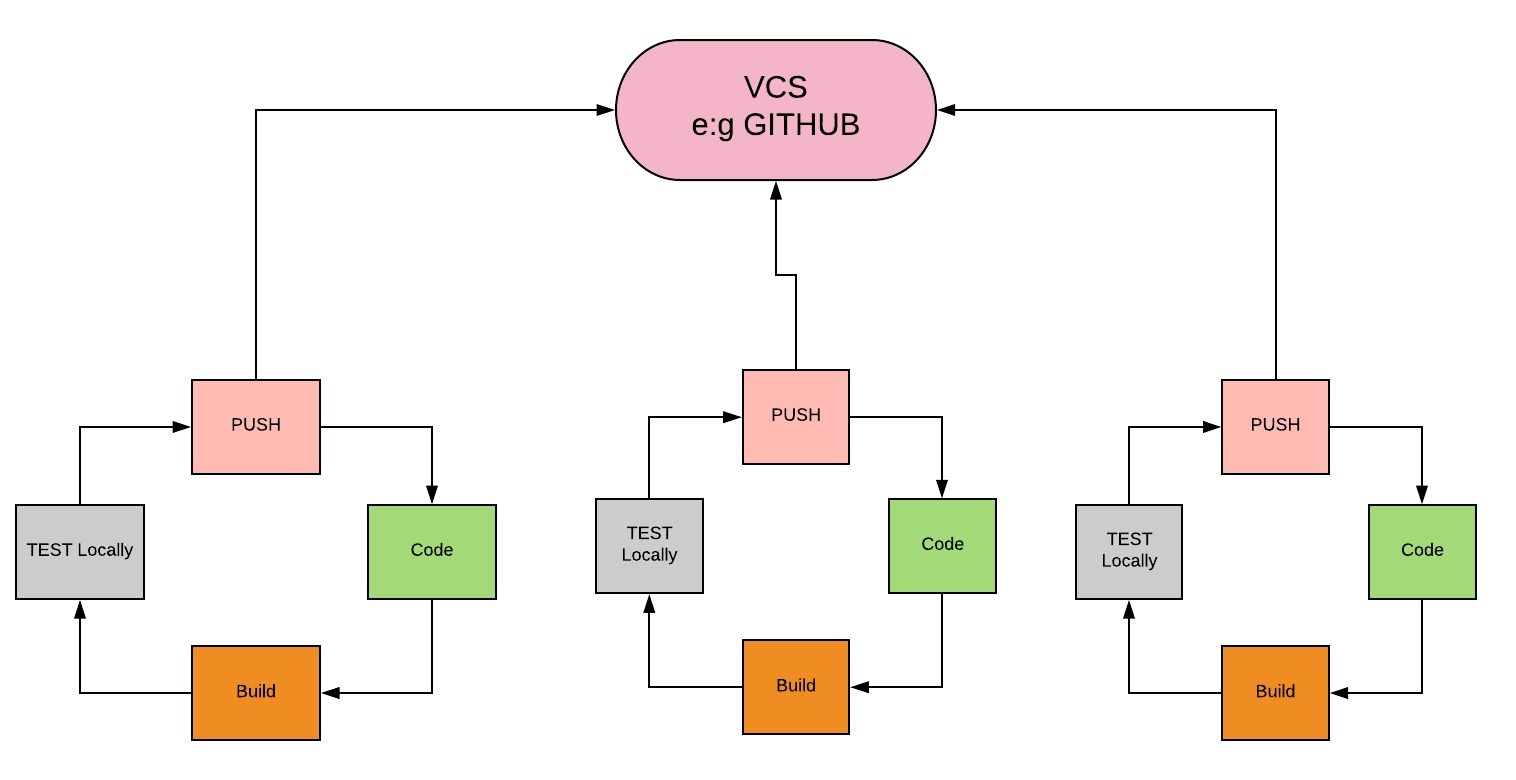 VCS
e:g GITHUB
PUSH
TEST Locally
Code
Build
PUSH
TEST
Locally
Code
Build
PUSH
TEST
Locally
Code
Build